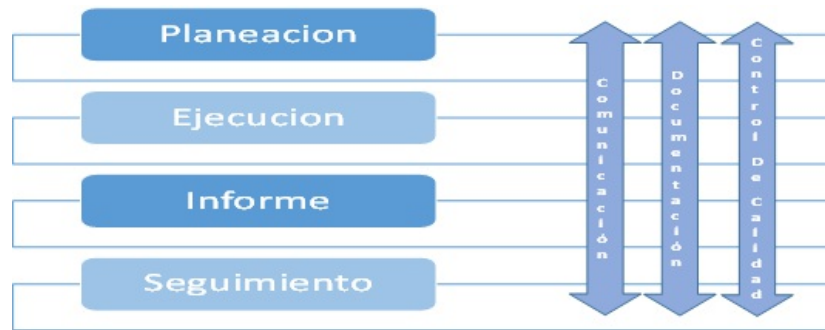 Planeacion
Ejecucion
Informe
Seguimiento
Comunicación
Documentación
Control De Calidad